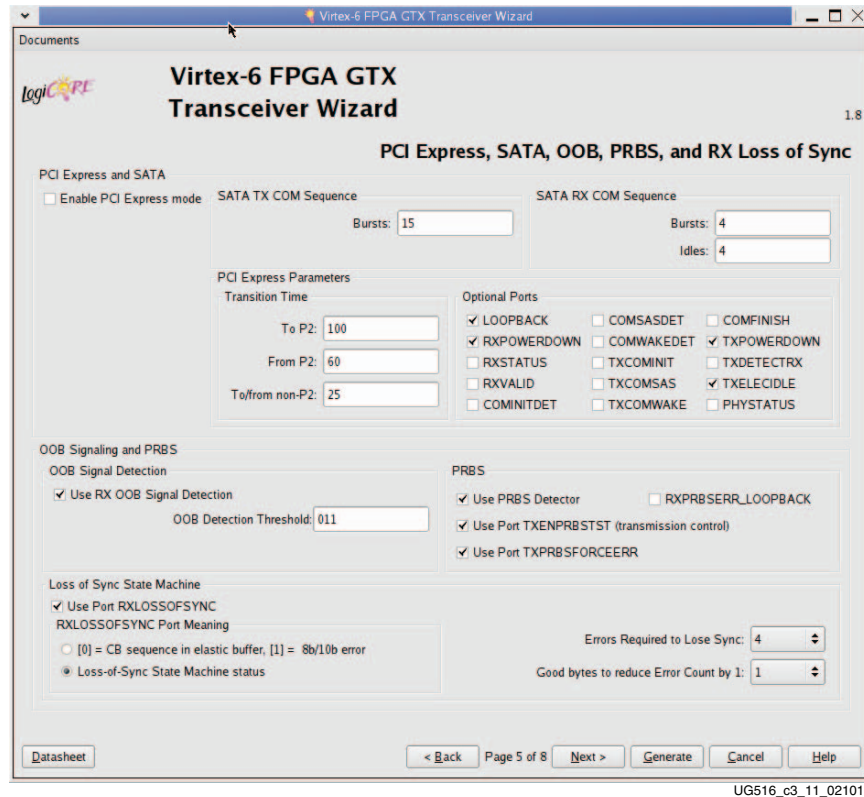 Virtex-6 FPGA GTX Transceiver Wizard
Documents
LogiCORE
Virtex-6 FPGA GTX
Transceiver Wizard
1.8
PCI Express, SATA, OOB, PRBS, and RX Loss of Sync
PCI Express and SATA
Enable PCI Express mode
SATA TX COM Sequence
Bursts: 15
SATA RX COM Sequence
Bursts: 4
Idles: 4
PCI Express Parameters
Transition Time
To P2: 100
From P2: 60
To/from non-P2: 25
Optional Ports
LOOPBACK COMSASDET COMFINISH
RXPOWERDOWN COMWAKEDET TXPOWERDOWN
RXSTATUS TXCOMINIT TXDETECTRX
RXVALID TXCOMSAS TXELECIDLE
COMINITDET TXCOMWAKE PHYSTATUS
OOB Signaling and PRBS
OOB Signal Detection
Use RX OOB Signal Detection
OOB Detection Threshold: 011
PRBS
Use PRBS Detector RXPRBSERR_LOOPBACK
Use Port TXENPRBSTST (transmission control)
Use Port TXPRBSFORCEERR
Loss of Sync State Machine
Use Port RXLOSSOFSYNC
RXLOSSOFSYNC Port Meaning
[0] = CB sequence in elastic buffer, [1] = 8b/10b error
Loss-of-Sync State Machine status
Errors Required to Lose Sync: 4
Good bytes to reduce Error Count by 1: 1
Datasheet < Back Page 5 of 8 Next > Generate Cancel Help
UG516_c3_11_02101